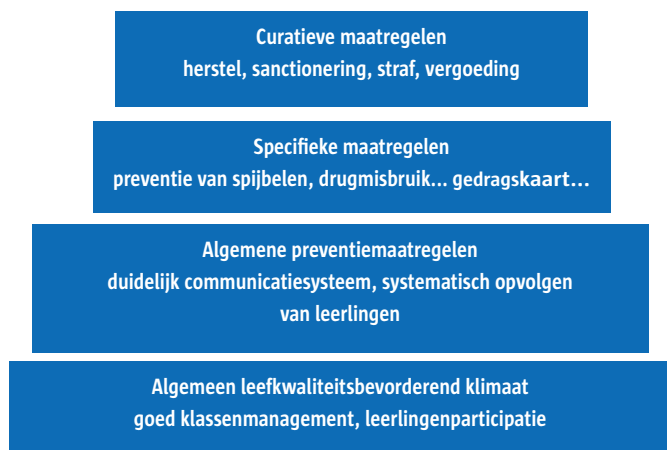 Curatieve maatregelen
herstel, sanctionering, straf, vergoeding
Specifieke maatregelen
preventie van spijbelen, drugmisbruik... gedragskaart...
Algemene preventiemaatregelen
duidelijk communicatiesysteem, systematisch opvolgen
van leerlingen
Algemeen leefkwaliteitsbevorderend klimaat
goed klassenmanagement, leerlingenparticipatie